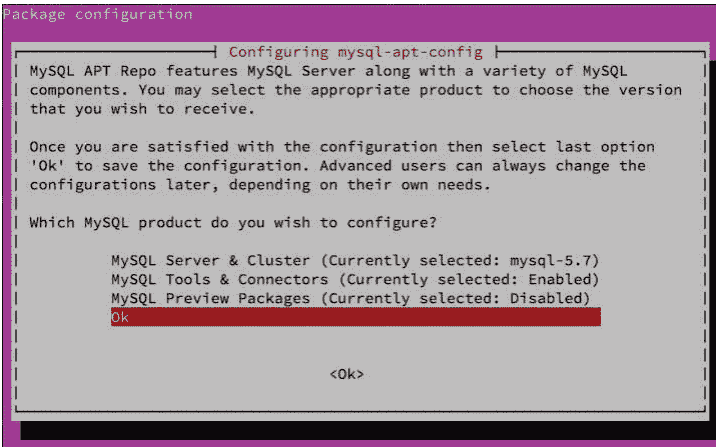 Package configuration
Configuring mysql-apt-config
MySQL APT Repo features MySQL Server along with a variety of MySQL
components. You may select the appropriate product to choose the version
that you wish to receive.
Once you are satisfied with the configuration then select last option
'Ok' to save the configuration. Advanced users can always change the
configurations later, depending on their own needs.
Which MySQL product do you wish to configure?
MySQL Server & Cluster (Currently selected: mysql-5.7)
MySQL Tools & Connectors (Currently selected: Enabled)
MySQL Preview Packages (Currently selected: Disabled)
Ok
<Ok>